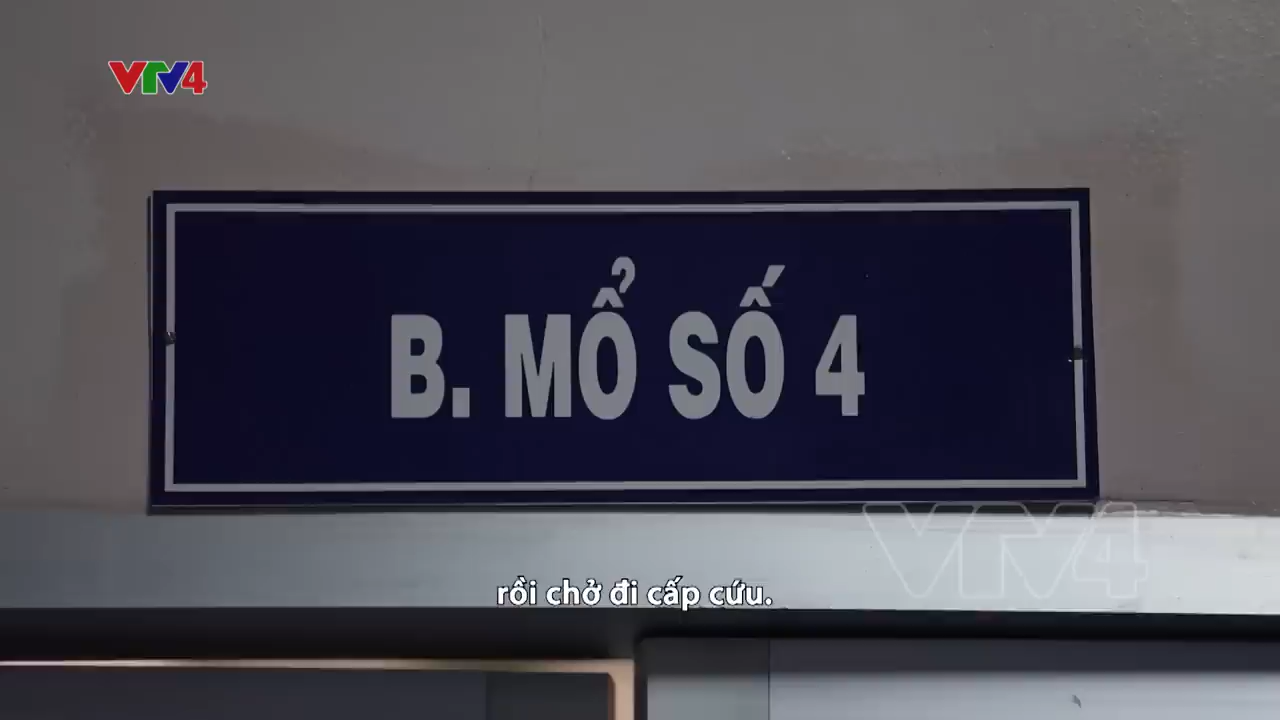 VTV4
B. MỔ SỐ 4
VTV4
rồi chở đi cấp cứu.